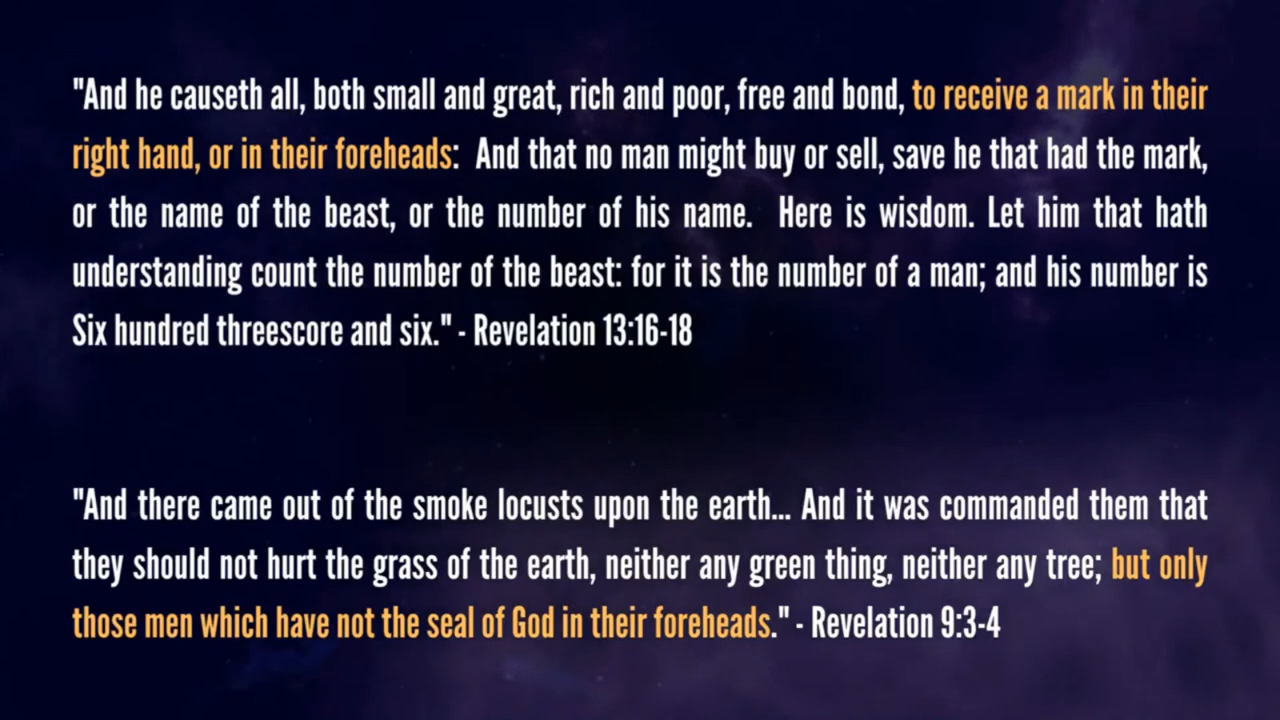 "And he causeth all, both small and great, rich and poor, free and bond, to receive a mark in their
right hand, or in their foreheads:  And that no man might buy or sell, save he that had the mark,
or the name of the beast, or the number of his name.  Here is wisdom. Let him that hath
understanding count the number of the beast: for it is the number of a man; and his number is
Six hundred threescore and six." - Revelation 13:16-18
"And there came out of the smoke locusts upon the earth... And it was commanded them that
they should not hurt the grass of the earth, neither any green thing, neither any tree; but only
those men which have not the seal of God in their foreheads." - Revelation 9:3-4